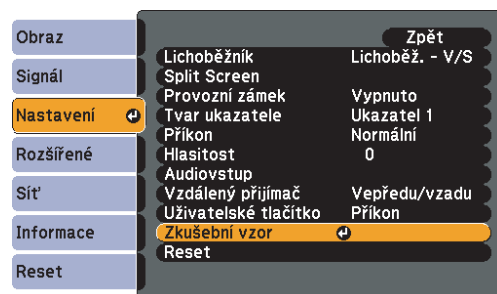 Obraz
Signál
Nastavení
Rozšířené
Síť
Informace
Reset
Zpět
Lichoběžník Lichoběž. - V/S
Split Screen
Provozní zámek Vypnuto
Tvar ukazatele Ukazatel 1
Příkon Normální
Hlasitost 0
Audiovstup
Vzdálený přijímač Vepředu/vzadu
Uživatelské tlačítko Příkon
Zkušební vzor
Reset